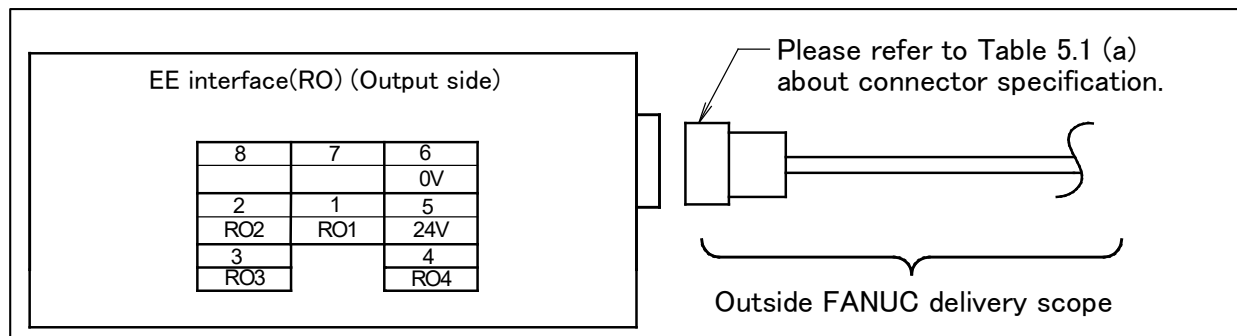 EE interface(RO) (Output side)
8 7 6
0V
2 1 5
RO2 RO1 24V
3 4
RO3 RO4
Please refer to Table 5.1 (a)
about connector specification.
Outside FANUC delivery scope